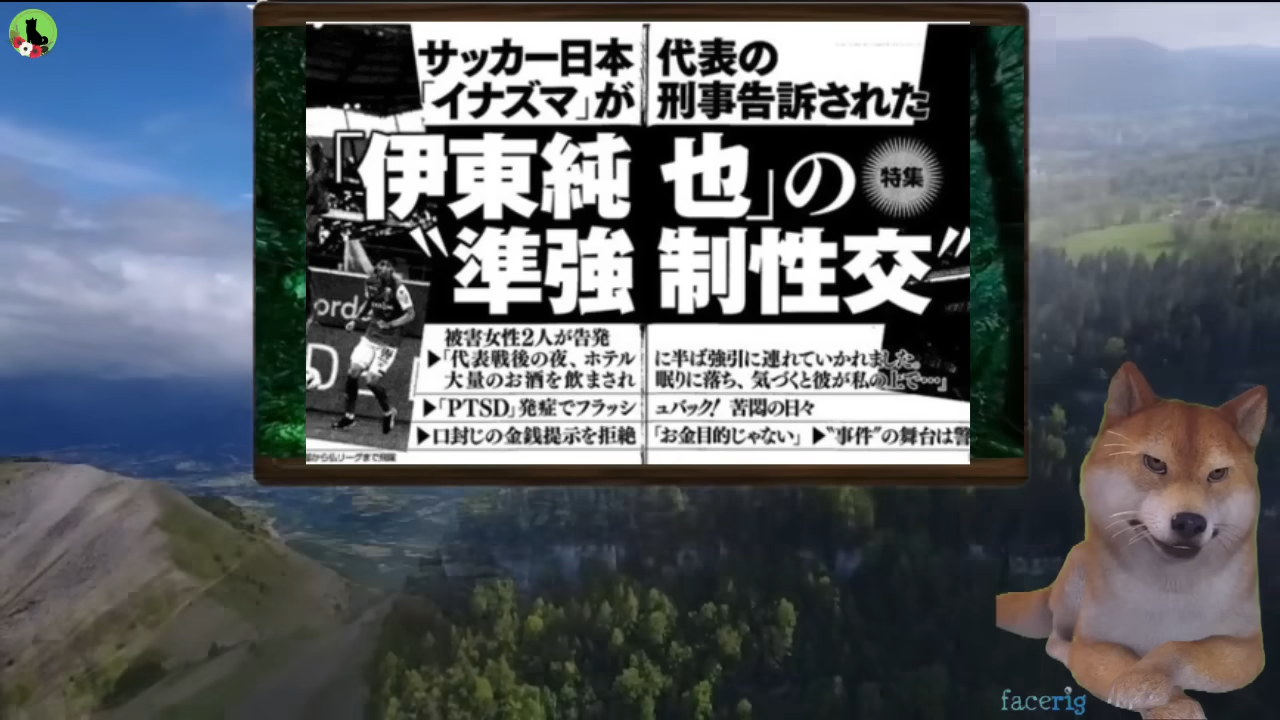 サッカー日本代表の
「イナズマ」が刑事告訴された
「伊東純也」の
特集
“準強制性交”
被害女性2人が告発
▶「代表戦後の夜、ホテルに半ば強引に連れていかれました。
大量のお酒を飲まされ眠りに落ち、気づくと彼が私の上で…」
▶「PTSD」発症でフラッシュバック! 苦悶の日々
▶口封じの金銭提示を拒絶「お金目的じゃない」▶“事件”の舞台は警
facerig